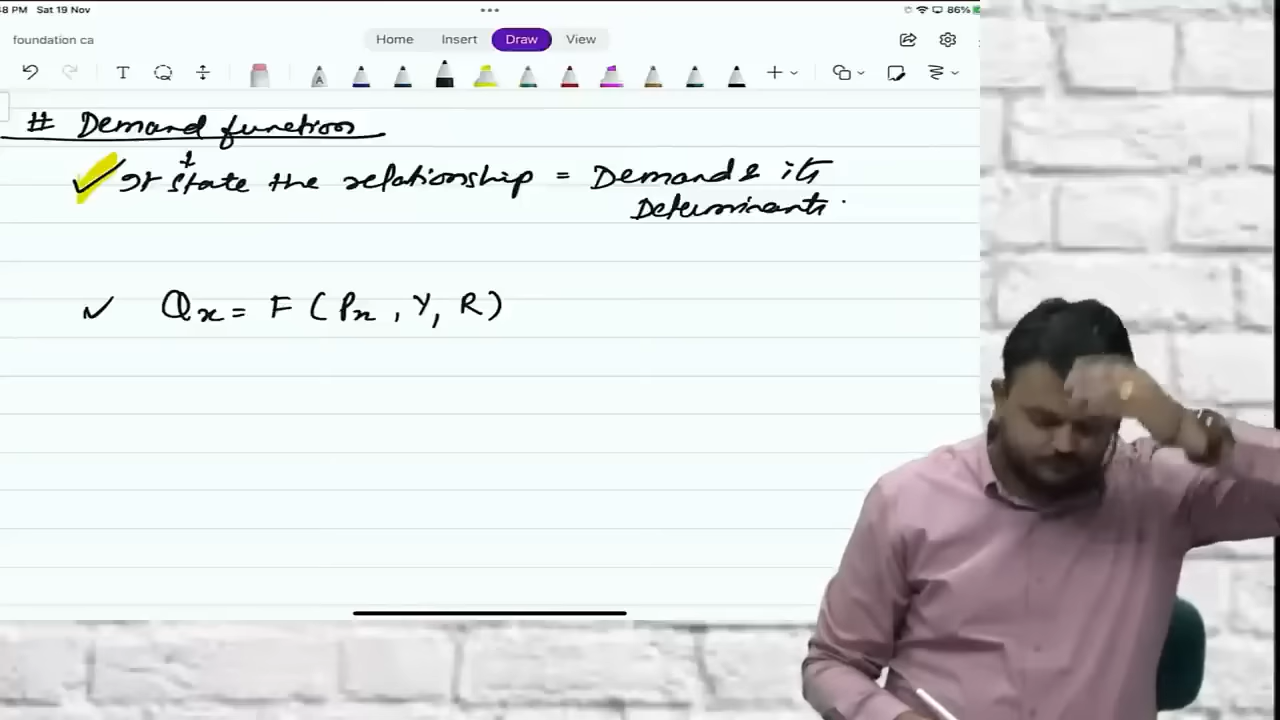 8 PM Sat 19 Nov
86%
foundation ca
Home Insert Draw View
T
A
# Demand function
It state the relationship = Demand & its
Determinants.
Qx = F (Px, Y, R)